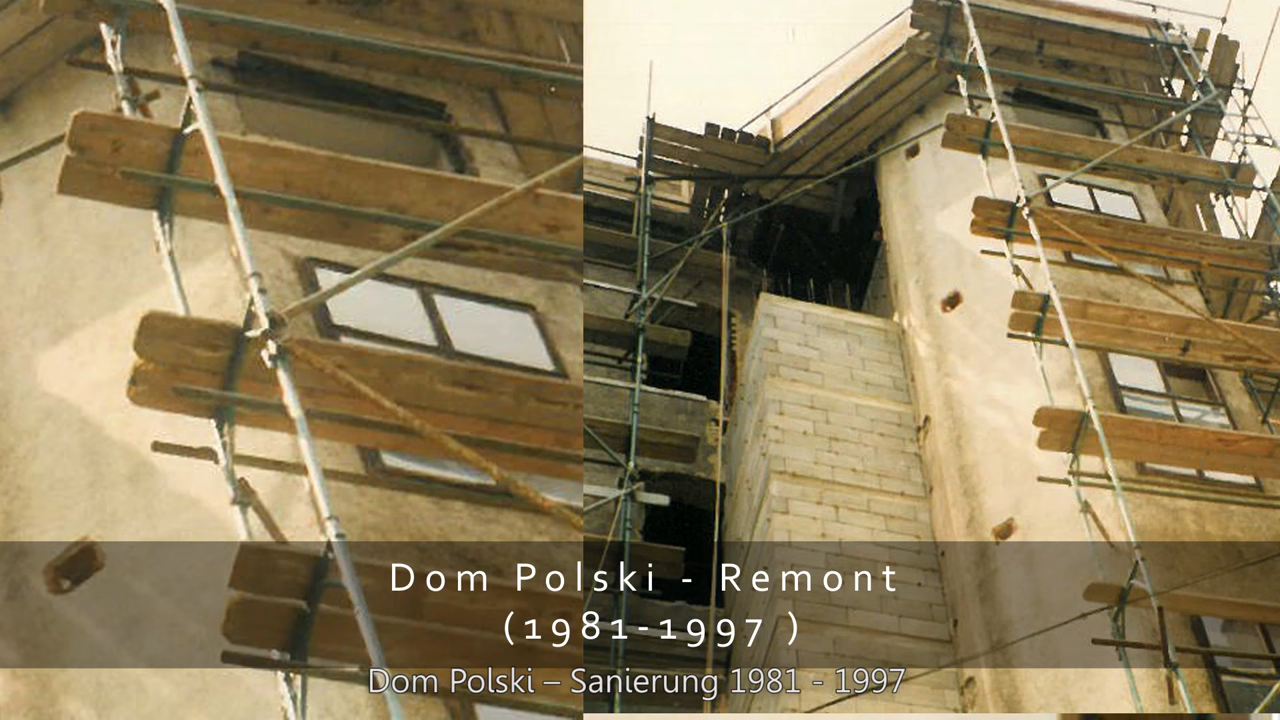 Dom Polski - Remont
(1981-1997 )
Dom Polski – Sanierung 1981 - 1997